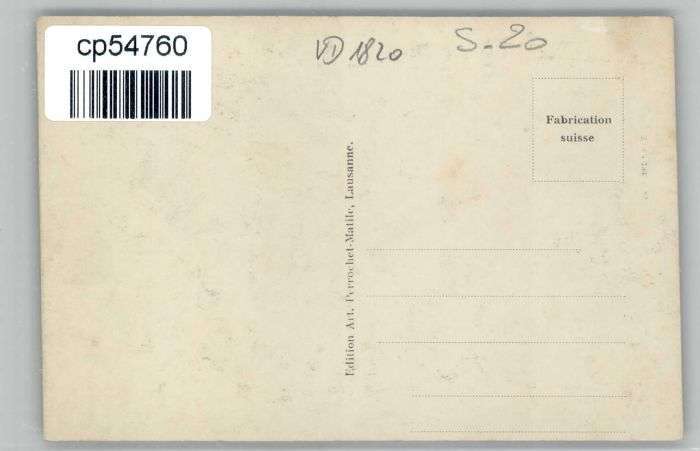 cp54760
VD 1820
S-20
Fabrication
suisse
Edition Art. Perrochet-Matile, Lausanne.